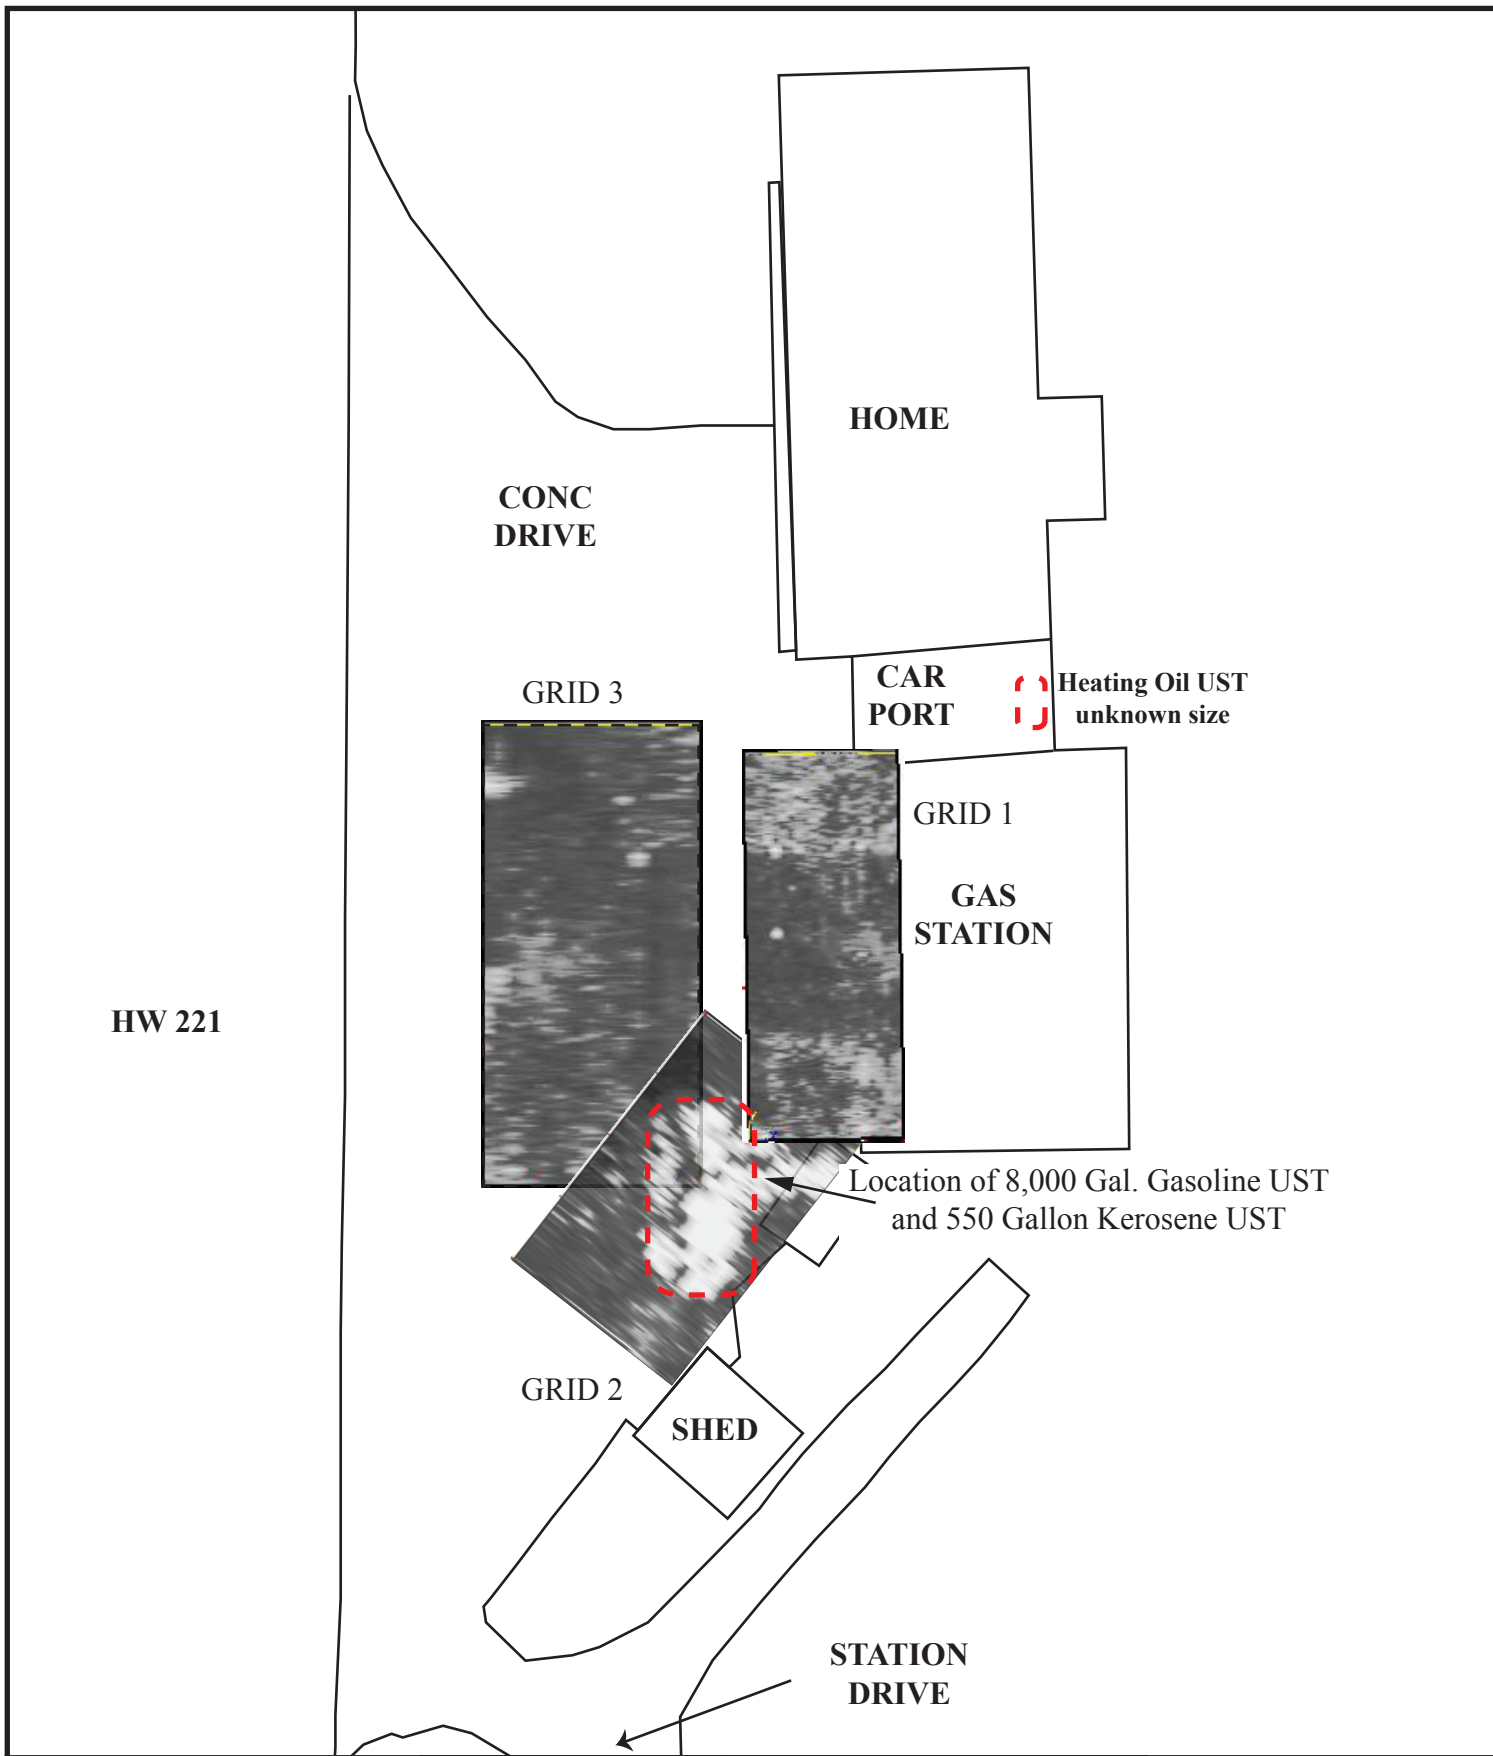 HOME
CONC
DRIVE
CAR
PORT
Heating Oil UST
unknown size
GRID 3
GRID 1
GAS
STATION
HW 221
Location of 8,000 Gal. Gasoline UST
and 550 Gallon Kerosene UST
GRID 2
SHED
STATION
DRIVE